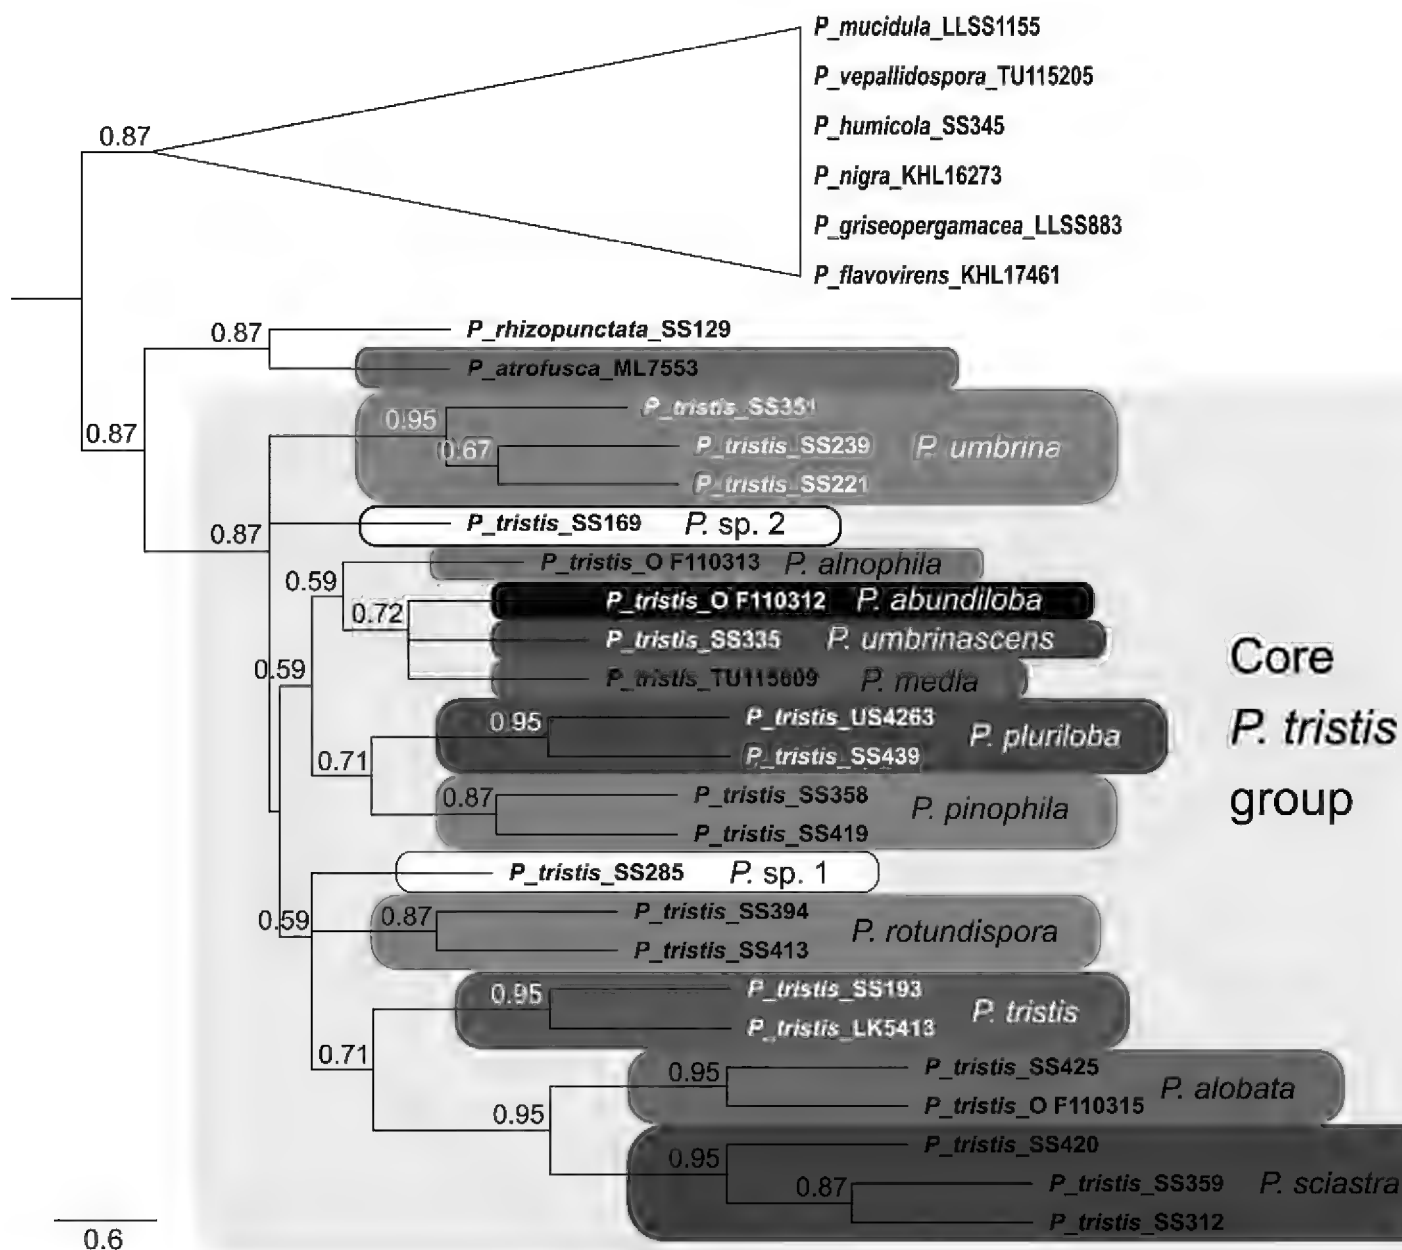 P_mucidula_LLSS1155
P_vepallidospora_TU115205
0.87
P_humicola_SS345
P_nigra_KHL16273
P_griseopergamacea_LLSS883
P_flavovirens_KHL17461
0.87
P_rhizopunctata_SS129
P_atrofusca_ML7553
0.87
0.95
P_tristis_SS351
0.67
P_tristis_SS239
P. umbrina
P_tristis_SS221
0.87
P_tristis_SS169
P. sp. 2
P_tristis_O F110313
P. alnophila
0.59
0.72
P_tristis_O F110312
P. abundiloba
P_tristis_SS335
P. umbrinascens
0.59
P_tristis_TU115609
P. media
Core
P. tristis
group
0.95
P_tristis_US4263
P. pluriloba
P_tristis_SS439
0.71
0.87
P_tristis_SS358
P. pinophila
P_tristis_SS419
P_tristis_SS285
P. sp. 1
0.59
0.87
P_tristis_SS394
P. rotundispora
P_tristis_SS413
0.95
P_tristis_SS193
P. tristis
P_tristis_LK5413
0.71
0.95
P_tristis_SS425
P. alobata
P_tristis_O F110315
0.95
0.95
P_tristis_SS420
0.87
P_tristis_SS359
P. sciastra
P_tristis_SS312
0.6